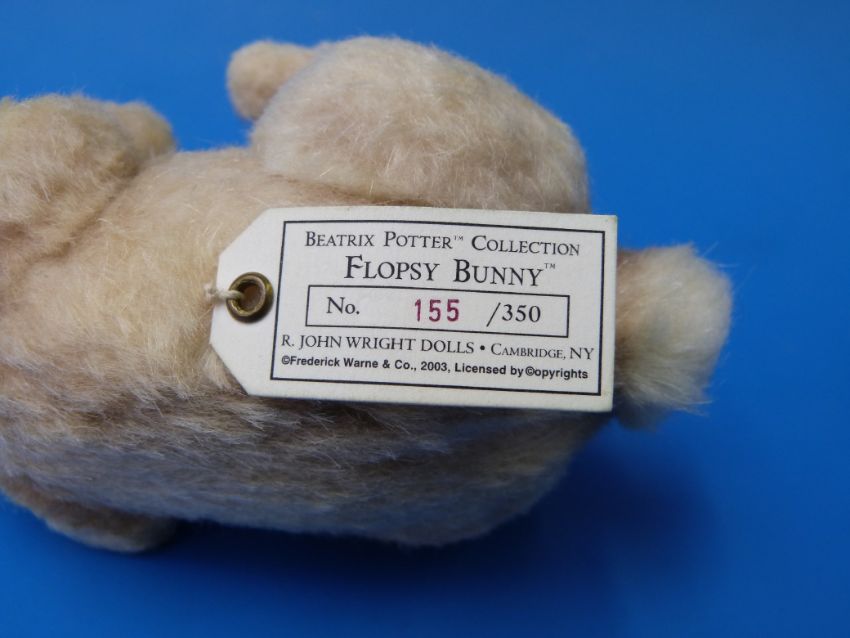 BEATRIX POTTER™ COLLECTION
FLOPSY BUNNY™
No. 155 /350
R. JOHN WRIGHT DOLLS • CAMBRIDGE, NY
©Frederick Warne & Co., 2003, Licensed by ©opyrights